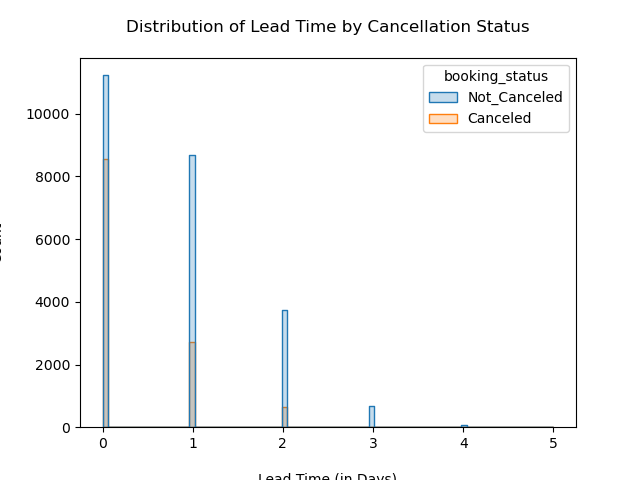 Distribution of Lead Time by Cancellation Status
booking_status
Not_Canceled
Canceled
10000
8000
6000
4000
2000
0
0 1 2 3 4 5
Lead Time (in Days)